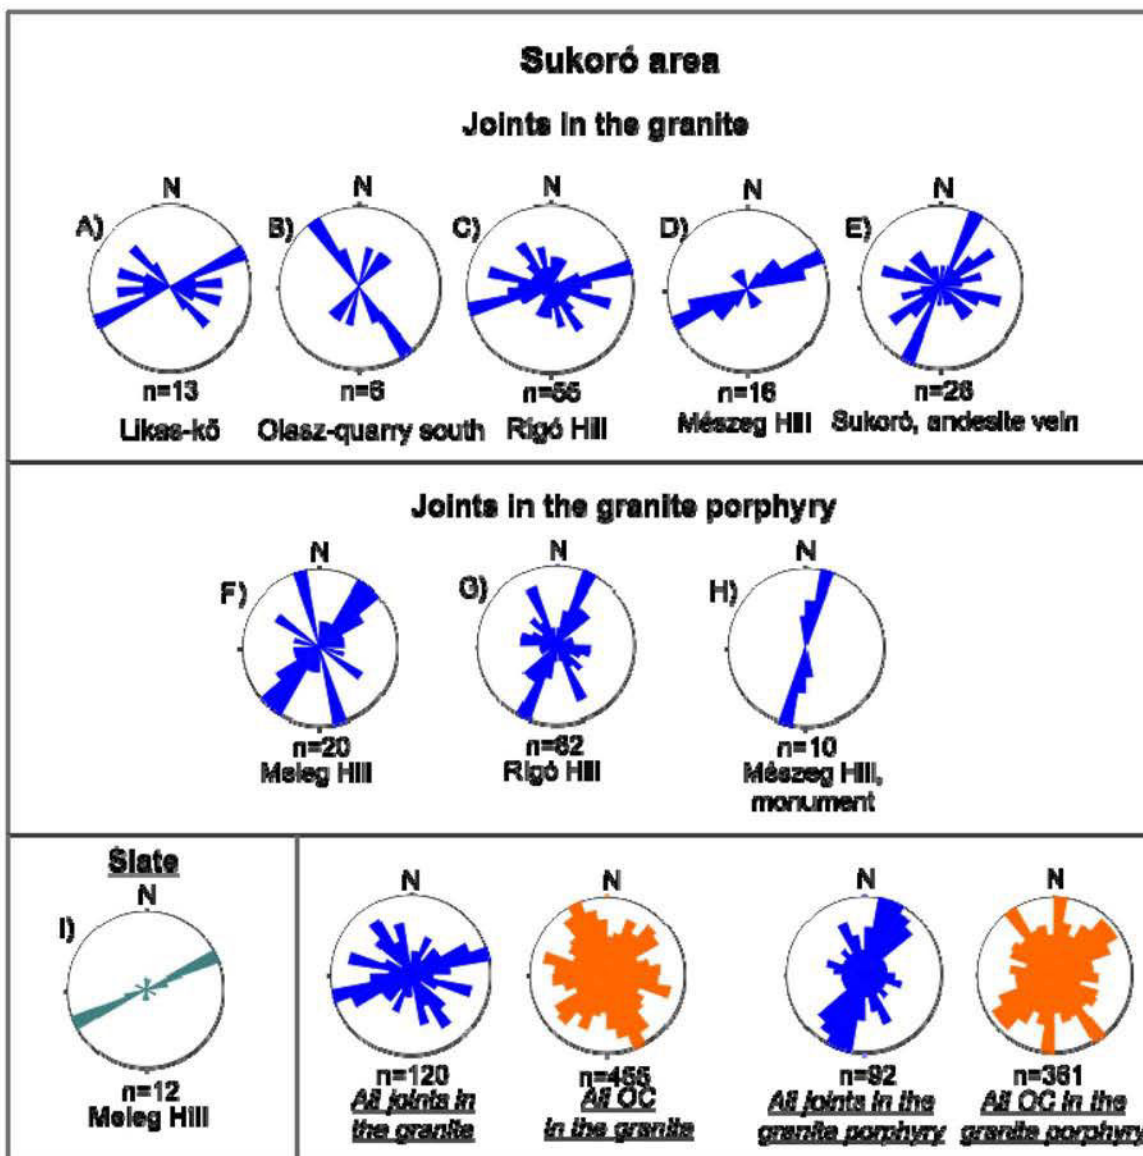 Sukoró area
Joints in the granite
N N N N N
A) B) C) D) E)
n=13 n=6 n=55 n=16 n=26
Likas-kő Olasz-quarry south Rigó Hill Mészeg Hill Sukoró, andesite vein
Joints in the granite porphyry
N N N
F) G) H)
n=20 n=62 n=10
Meleg Hill Rigó Hill Mészeg Hill,
monument
Slate
N N N N N
I)
n=12 n=120 n=455 n=92 n=361
Meleg Hill All joints in All OC All joints in the All OC in the
the granite in the granite granite porphyry granite porphyry